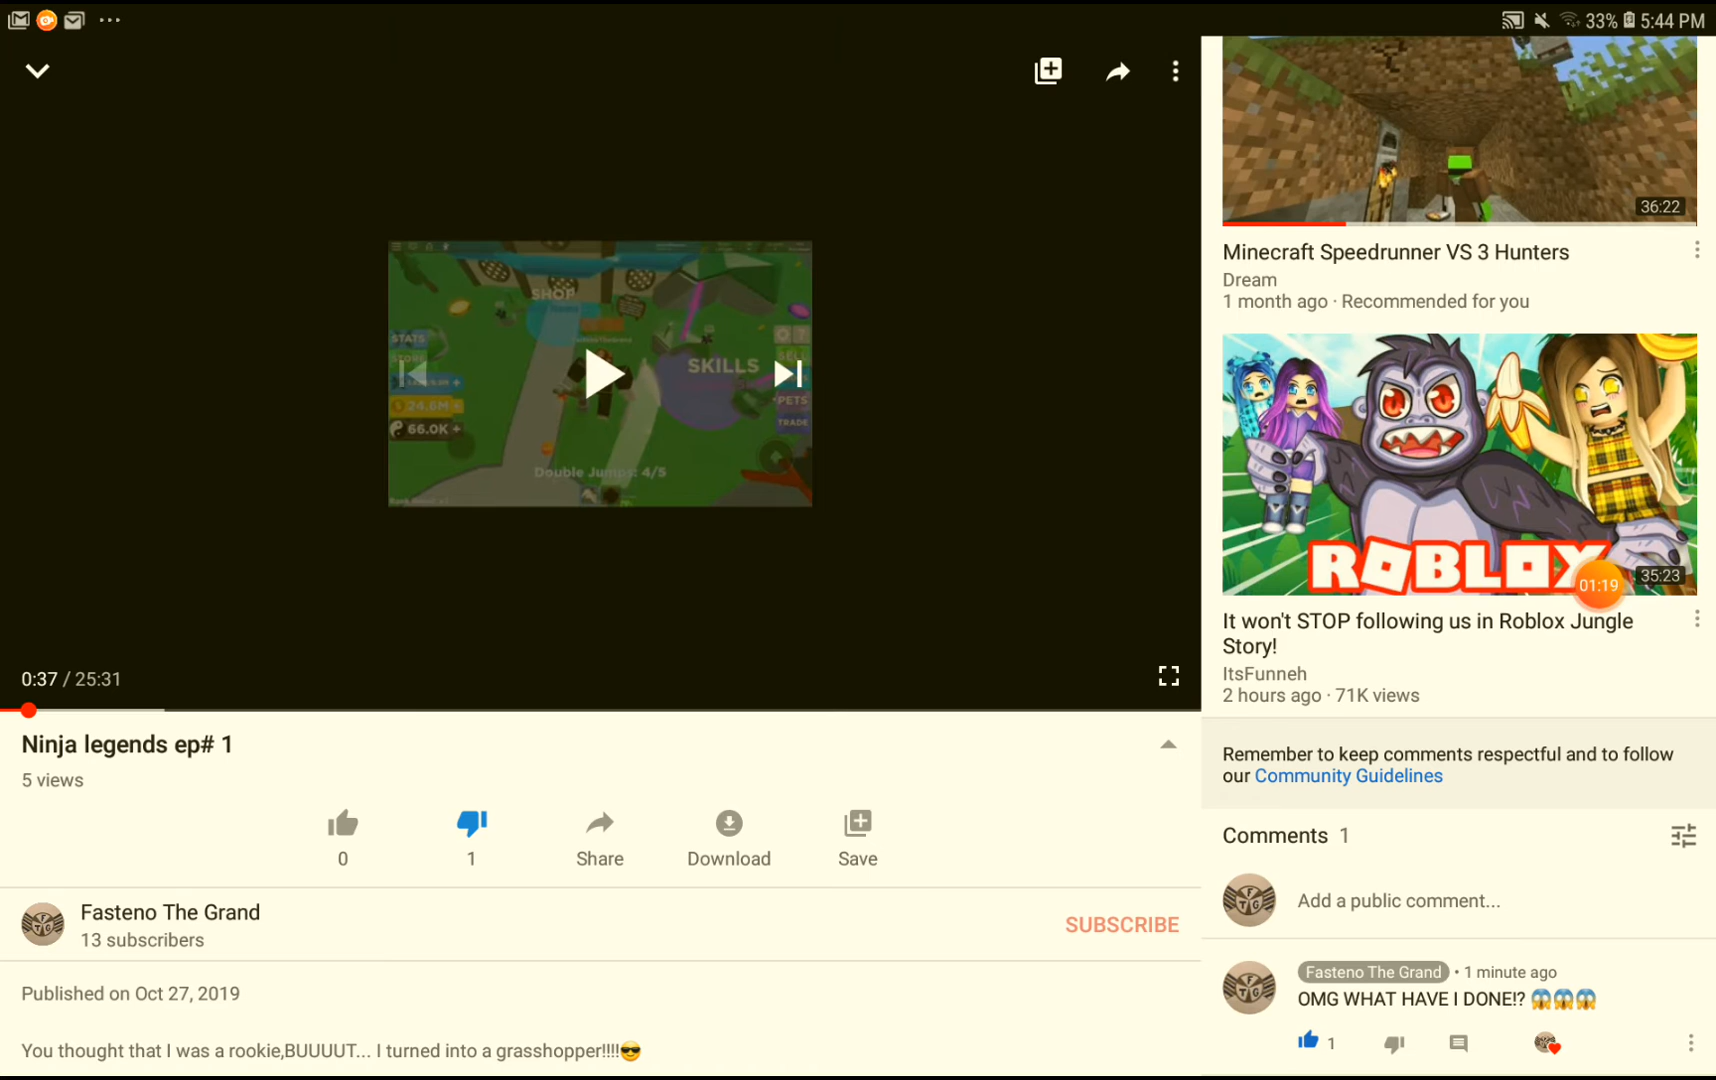 33% 5:44 PM
SHOP
STATS
STORE
24.6M +
66.0K +
SKILLS
SELL
PETS
TRADE
Double Jumps: 4/5
0:37 / 25:31
Ninja legends ep# 1
5 views
0
1
Share
Download
Save
Fasteno The Grand
13 subscribers
SUBSCRIBE
Published on Oct 27, 2019
You thought that I was a rookie,BUUUUT... I turned into a grasshopper!!!!😎
36:22
Minecraft Speedrunner VS 3 Hunters
Dream
1 month ago · Recommended for you
ROBLOX
01:19
35:23
It won't STOP following us in Roblox Jungle
Story!
ItsFunneh
2 hours ago · 71K views
Remember to keep comments respectful and to follow
our Community Guidelines
Comments 1
FTG
Add a public comment...
Fasteno The Grand • 1 minute ago
OMG WHAT HAVE I DONE!? 😱😱😱
1